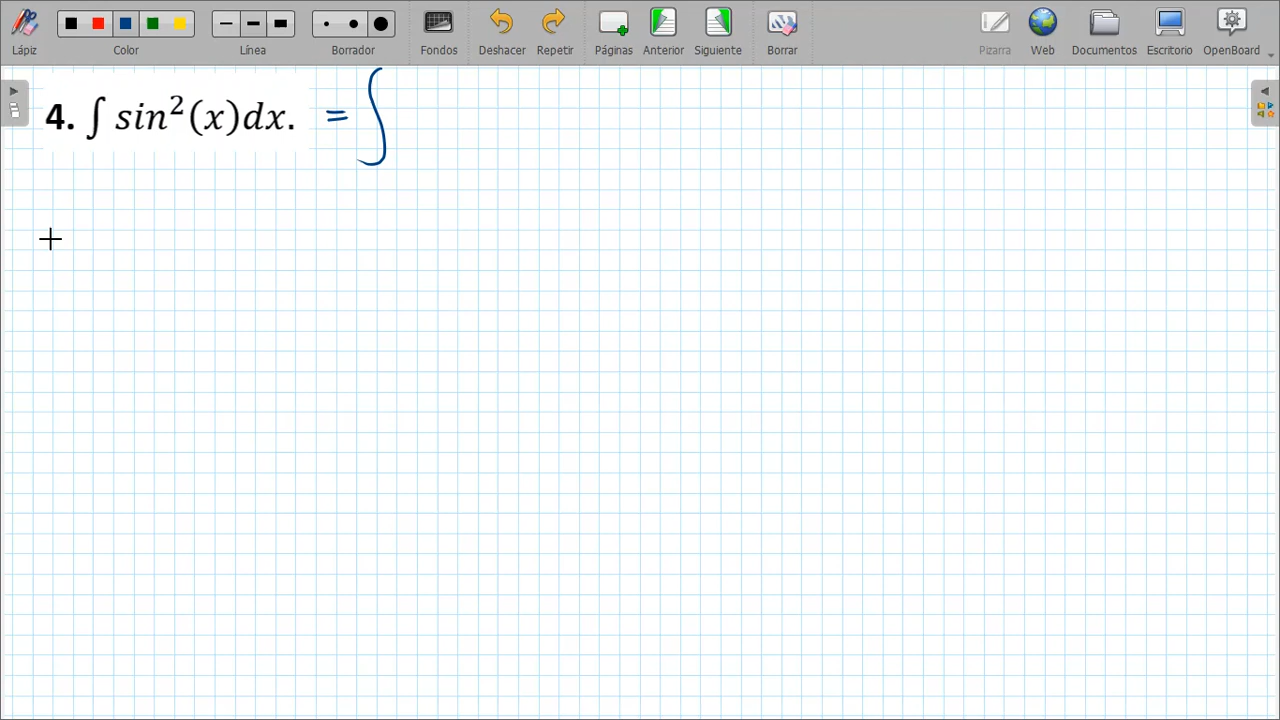 Lápiz Color Línea Borrador Fondos Deshacer Repetir Páginas Anterior Siguiente Borrar Pizarra Web Documentos Escritorio OpenBoard
4. ∫ sin²(x)dx. = ∫